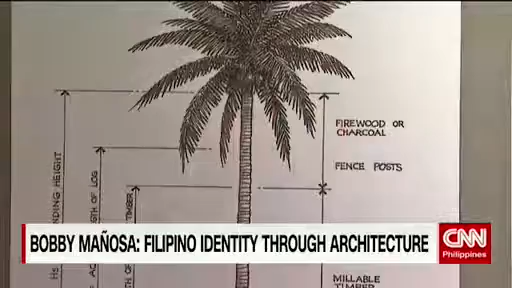 FIREWOOD OR
CHARCOAL
FENCE POSTS
BOBBY MAÑOSA: FILIPINO IDENTITY THROUGH ARCHITECTURE
CNN
Philippines
MILLABLE
TIMBER